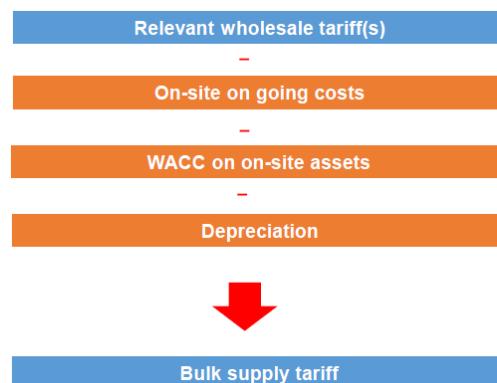 Relevant wholesale tariff(s)
–
On-site on going costs
–
WACC on on-site assets
–
Depreciation
Bulk supply tariff